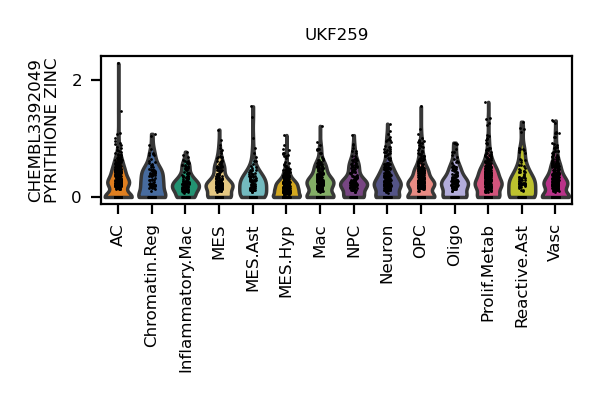 UKF259
CHEMBL3392049
PYRITHIONE ZINC
2
0
AC
Chromatin.Reg
Inflammatory.Mac
MES
MES.Ast
MES.Hyp
Mac
NPC
Neuron
OPC
Oligo
Prolif.Metab
Reactive.Ast
Vasc